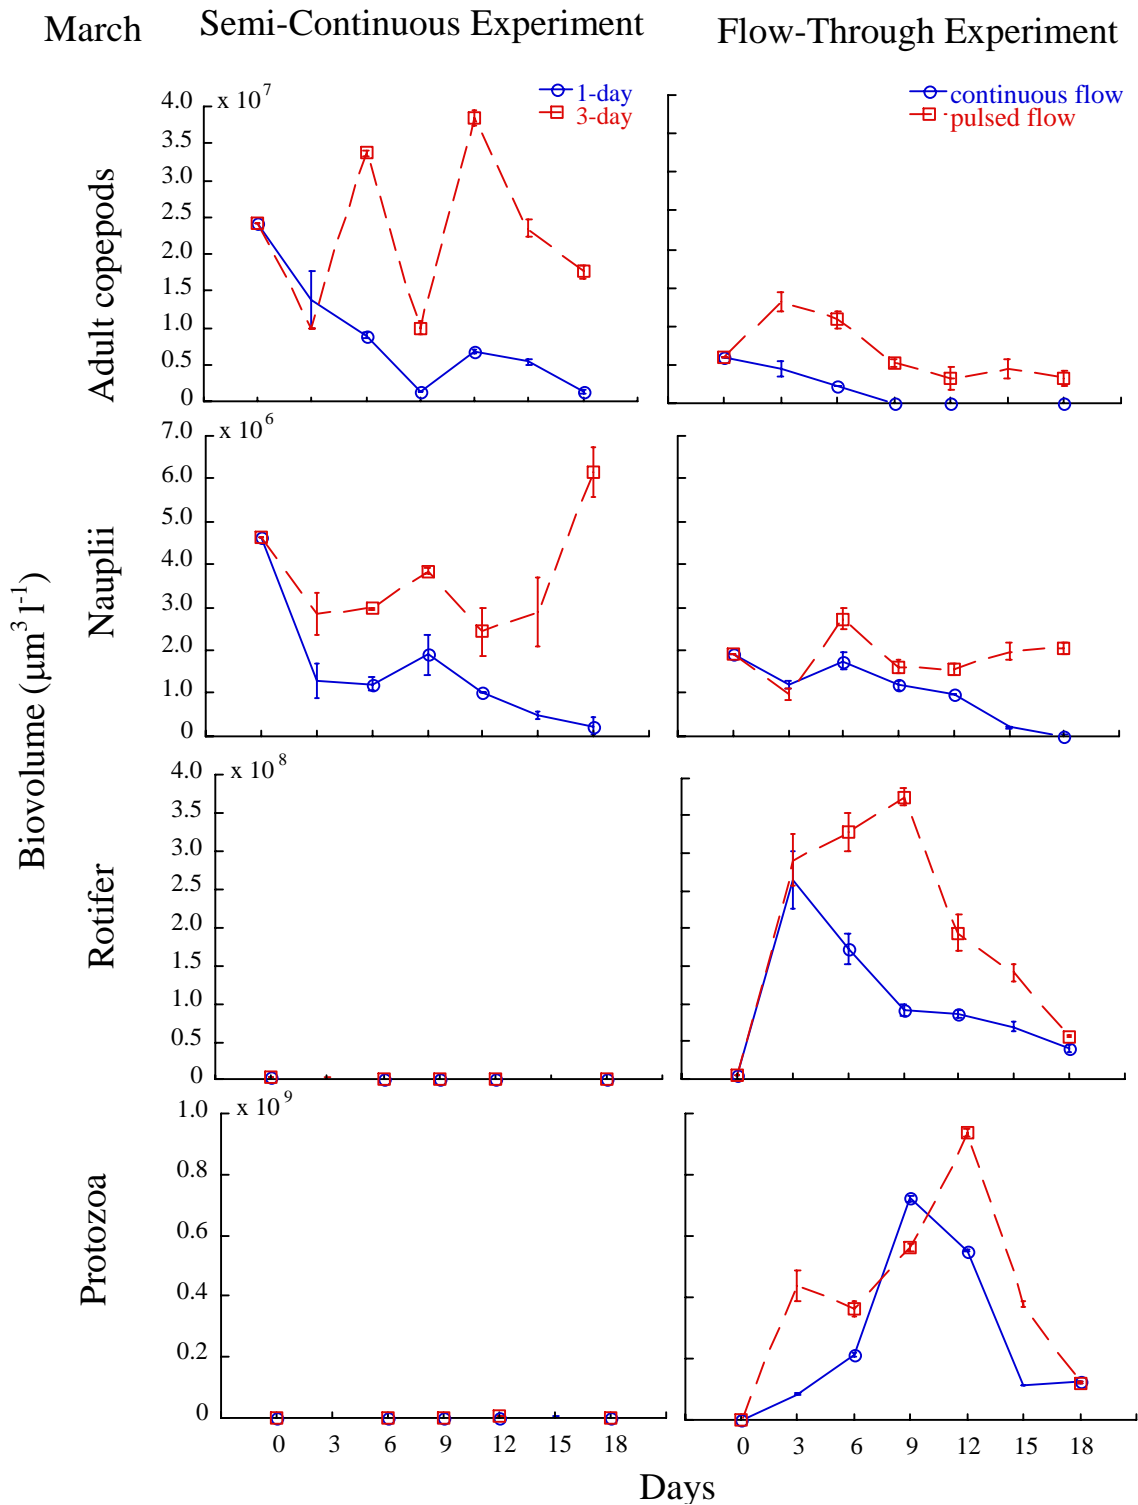 March
Semi-Continuous Experiment
Flow-Through Experiment
x 10^7
1-day
3-day
continuous flow
pulsed flow
4.0
3.5
3.0
2.5
2.0
1.5
1.0
0.5
0
Adult copepods
x 10^6
7.0
6.0
5.0
4.0
3.0
2.0
1.0
0
Nauplii
Biovolume (µm^3 l^-1)
x 10^8
4.0
3.5
3.0
2.5
2.0
1.5
1.0
0.5
0
Rotifer
x 10^9
1.0
0.8
0.6
0.4
0.2
0
Protozoa
0 3 6 9 12 15 18
0 3 6 9 12 15 18
Days